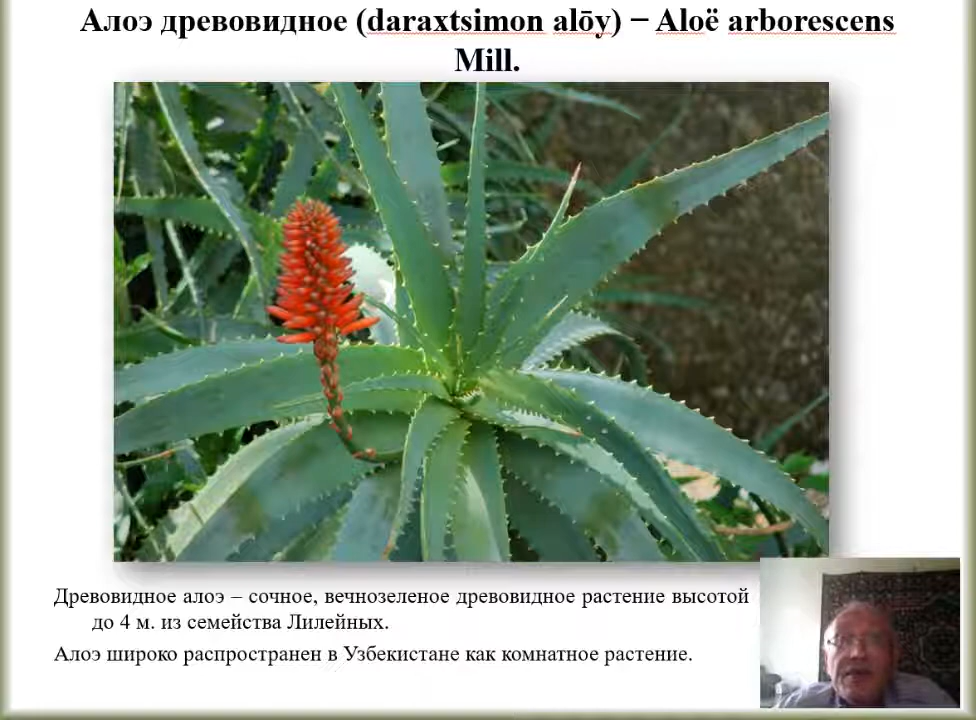 Алоэ древовидное (daraxtsimon alōy) − Aloё arborescens
Mill.
Древовидное алоэ – сочное, вечнозеленое древовидное растение высотой
до 4 м. из семейства Лилейных.
Алоэ широко распространен в Узбекистане как комнатное растение.